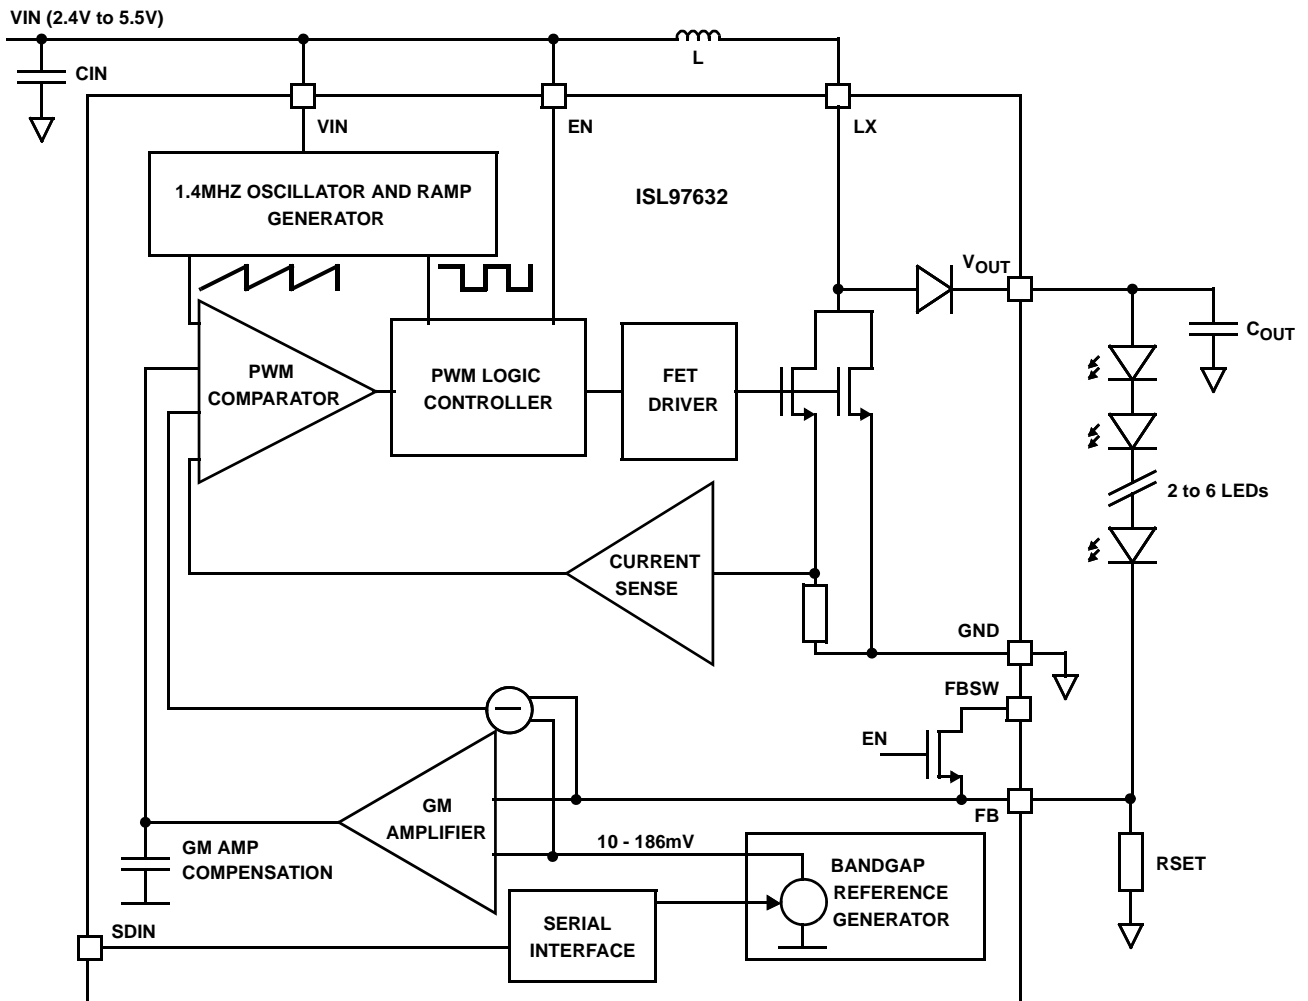 VIN (2.4V to 5.5V)
CIN
L
VIN
EN
LX
1.4MHZ OSCILLATOR AND RAMP
GENERATOR
ISL97632
VOUT
COUT
PWM
COMPARATOR
PWM LOGIC
CONTROLLER
FET
DRIVER
2 to 6 LEDs
CURRENT
SENSE
GND
FBSW
EN
FB
GM
AMPLIFIER
10 - 186mV
GM AMP
COMPENSATION
BANDGAP
REFERENCE
GENERATOR
RSET
SDIN
SERIAL
INTERFACE